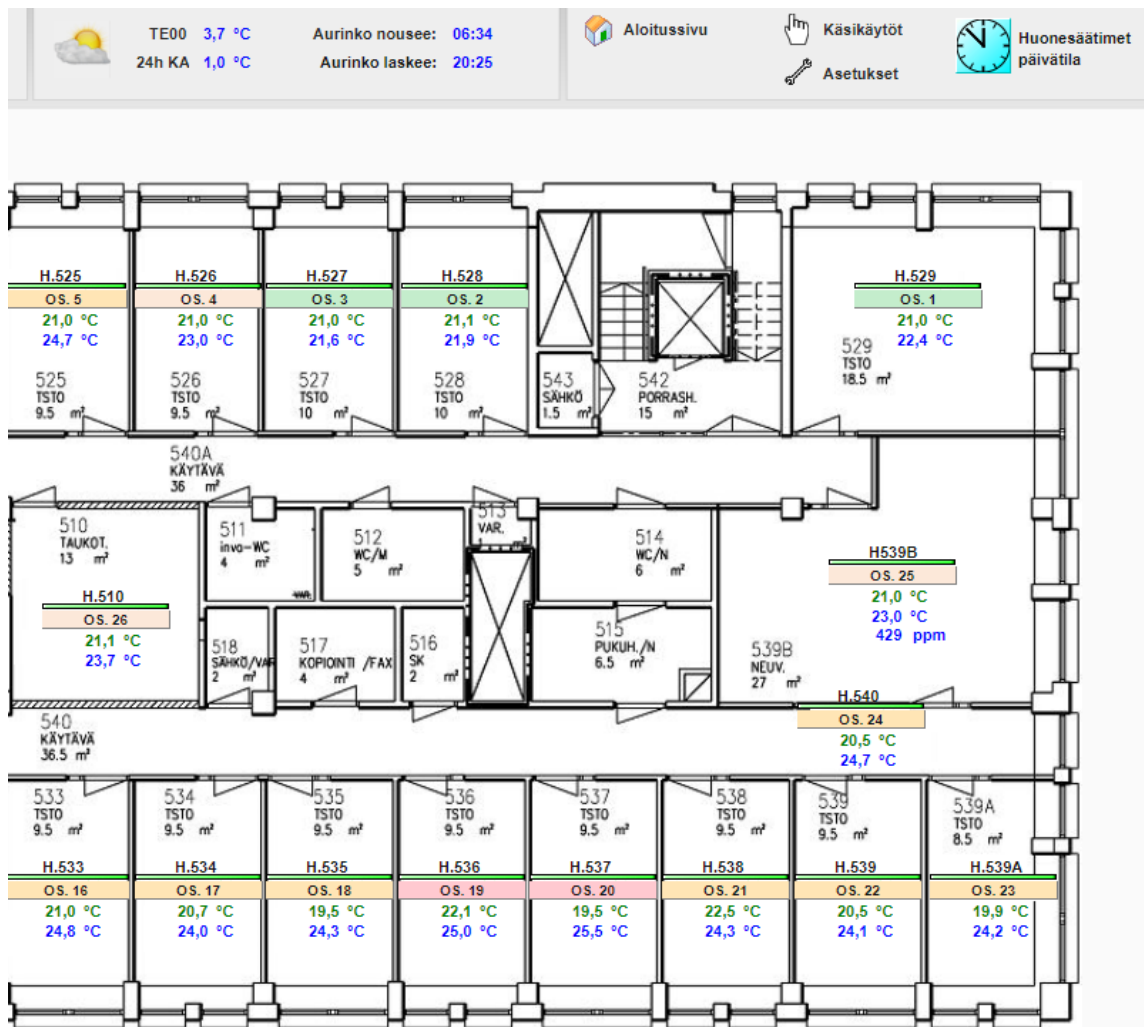 TE00 3,7 °C
24h KA 1,0 °C
Aurinko nousee: 06:34
Aurinko laskee: 20:25
Aloitussivu
Käsikäytöt
Asetukset
Huonesäätimet
päivätila
H.525
OS. 5
21,0 °C
24,7 °C
525
TSTO
9.5 m²
H.526
OS. 4
21,0 °C
23,0 °C
526
TSTO
9.5 m²
H.527
OS. 3
21,0 °C
21,6 °C
527
TSTO
10 m²
H.528
OS. 2
21,1 °C
21,9 °C
528
TSTO
10 m²
543
SÄHKÖ
1.5 m²
542
PORRASH.
15 m²
H.529
OS. 1
21,0 °C
22,4 °C
529
TSTO
18.5 m²
540A
KÄYTÄVÄ
36 m²
510
TAUKOT.
13 m²
H.510
OS. 26
21,1 °C
23,7 °C
511
inva-WC
4 m²
512
WC/M
5 m²
513
VAR.
1 m²
514
WC/N
6 m²
518
SÄHKÖ/VAR
2 m²
517
KOPIOINTI /FAX
4 m²
516
SK
2 m²
515
PUKUH./N
6.5 m²
H539B
OS. 25
21,0 °C
23,0 °C
429 ppm
539B
NEUV.
27 m²
H.540
OS. 24
20,5 °C
24,7 °C
540
KÄYTÄVÄ
36.5 m²
533
TSTO
9.5 m²
H.533
OS. 16
21,0 °C
24,8 °C
534
TSTO
9.5 m²
H.534
OS. 17
20,7 °C
24,0 °C
535
TSTO
9.5 m²
H.535
OS. 18
19,5 °C
24,3 °C
536
TSTO
9.5 m²
H.536
OS. 19
22,1 °C
25,0 °C
537
TSTO
9.5 m²
H.537
OS. 20
19,5 °C
25,5 °C
538
TSTO
9.5 m²
H.538
OS. 21
22,5 °C
24,3 °C
539
TSTO
9.5 m²
H.539
OS. 22
20,5 °C
24,1 °C
539A
TSTO
8.5 m²
H.539A
OS. 23
19,9 °C
24,2 °C